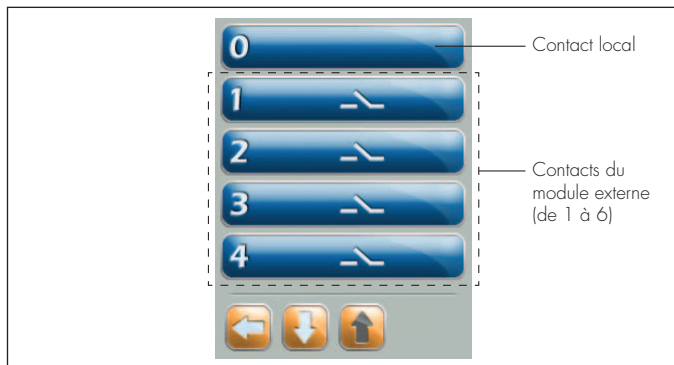 0
Contact local
1
2
3
4
Contacts du
module externe
(de 1 à 6)